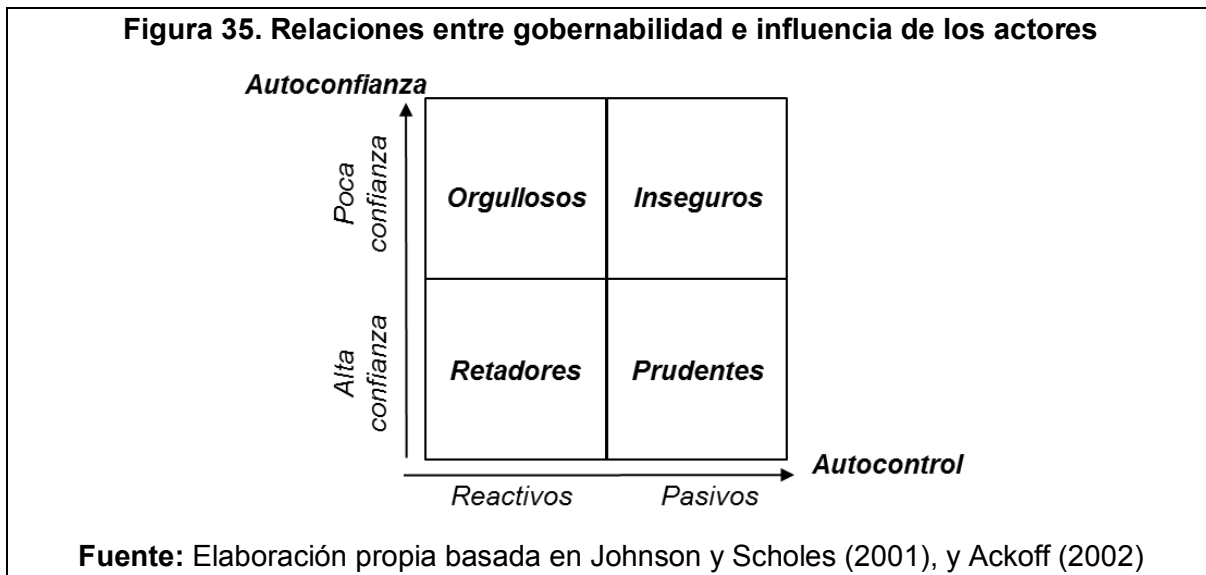 Figura 35. Relaciones entre gobernabilidad e influencia de los actores
Autoconfianza
Poca
confianza
Orgullosos
Inseguros
Alta
confianza
Retadores
Prudentes
Autocontrol
Reactivos
Pasivos
Fuente: Elaboración propia basada en Johnson y Scholes (2001), y Ackoff (2002)